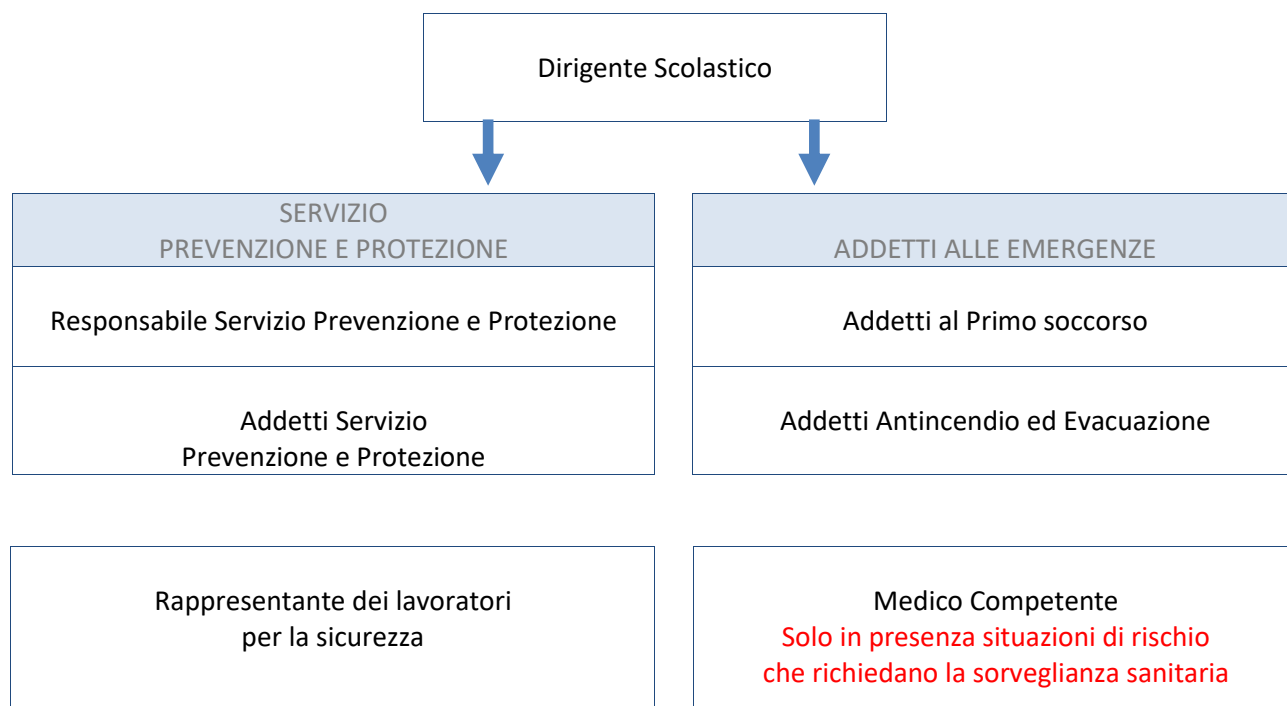 Dirigente Scolastico
SERVIZIO
PREVENZIONE E PROTEZIONE
Responsabile Servizio Prevenzione e Protezione
Addetti Servizio
Prevenzione e Protezione
ADDETTI ALLE EMERGENZE
Addetti al Primo soccorso
Addetti Antincendio ed Evacuazione
Rappresentante dei lavoratori
per la sicurezza
Medico Competente
Solo in presenza situazioni di rischio
che richiedano la sorveglianza sanitaria